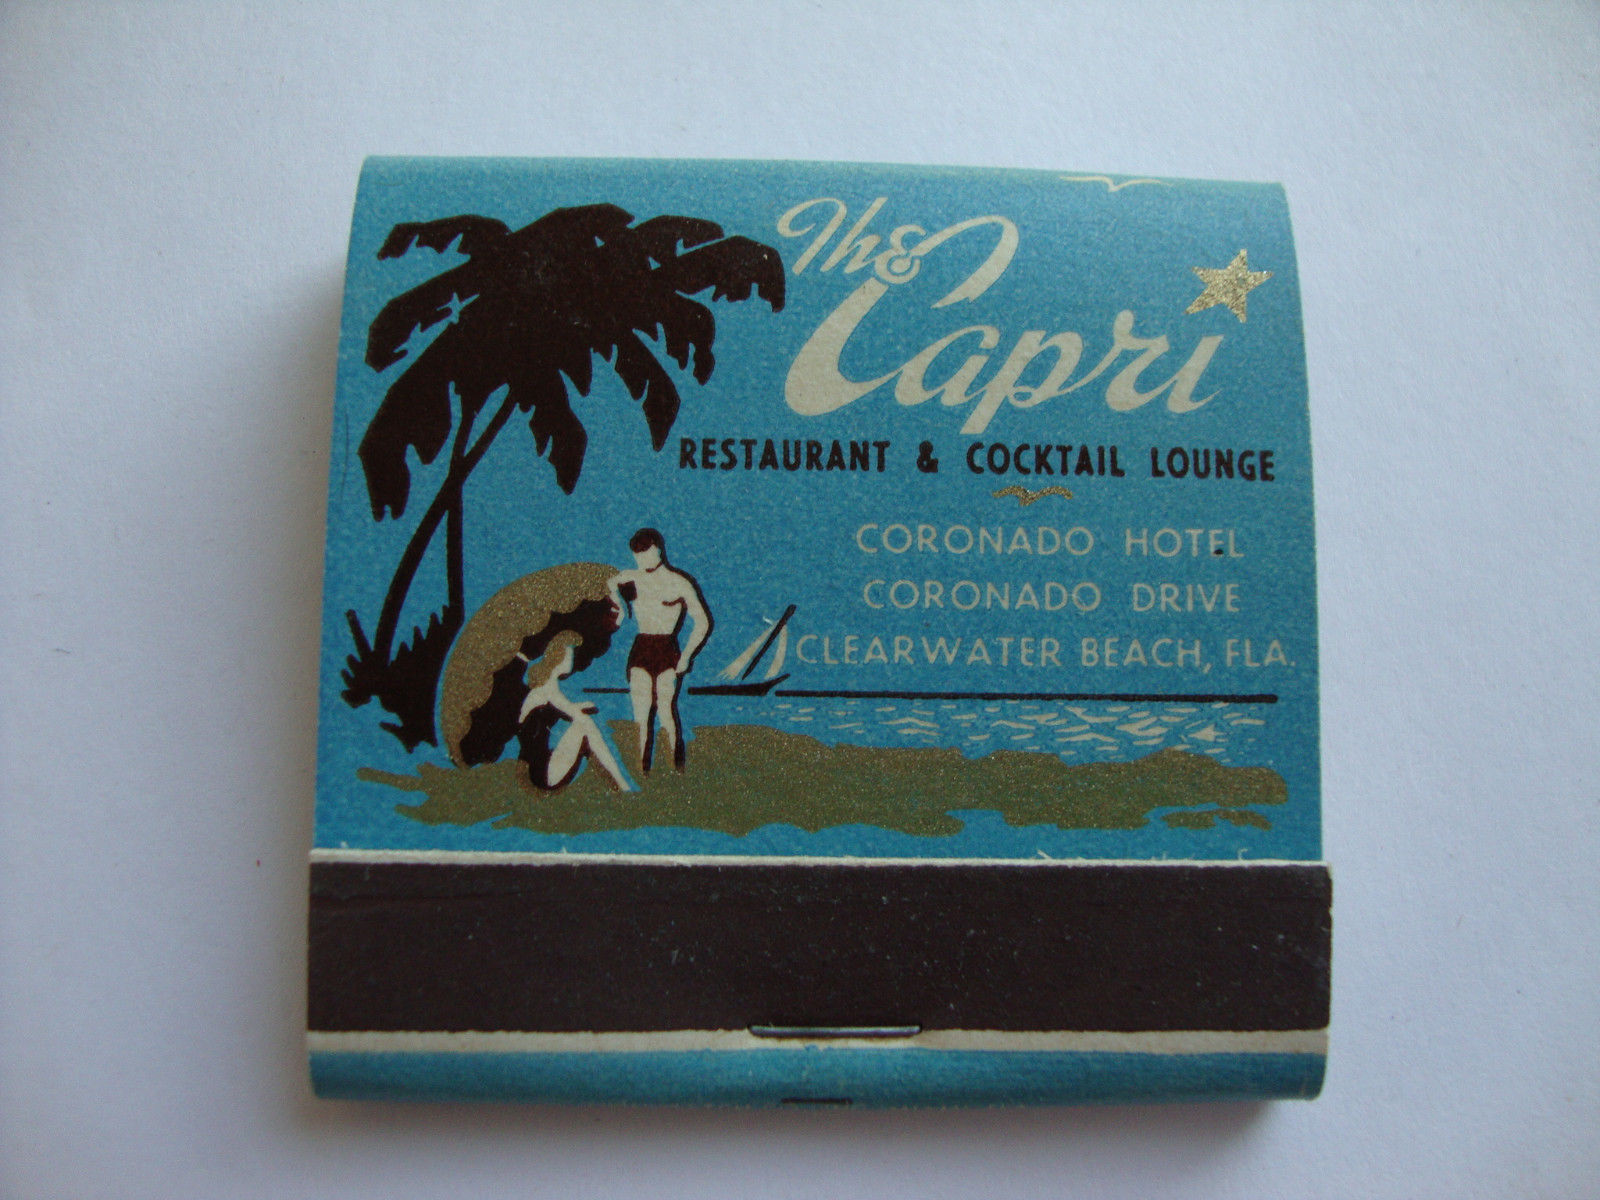 The
Capri
RESTAURANT & COCKTAIL LOUNGE
CORONADO HOTEL
CORONADO DRIVE
CLEARWATER BEACH, FLA.